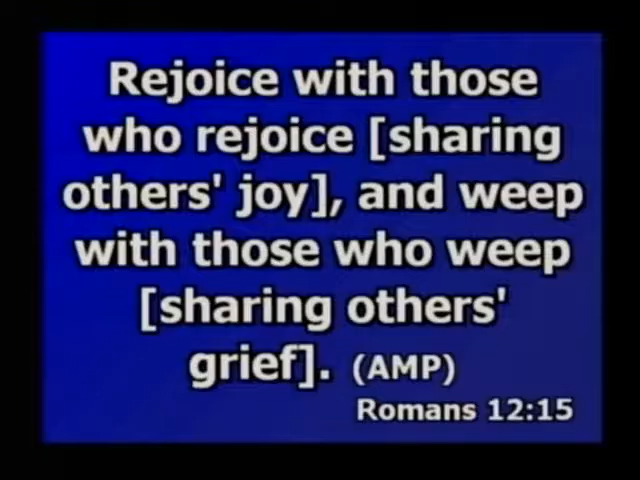 Rejoice with those
who rejoice [sharing
others' joy], and weep
with those who weep
[sharing others'
grief]. (AMP)
Romans 12:15